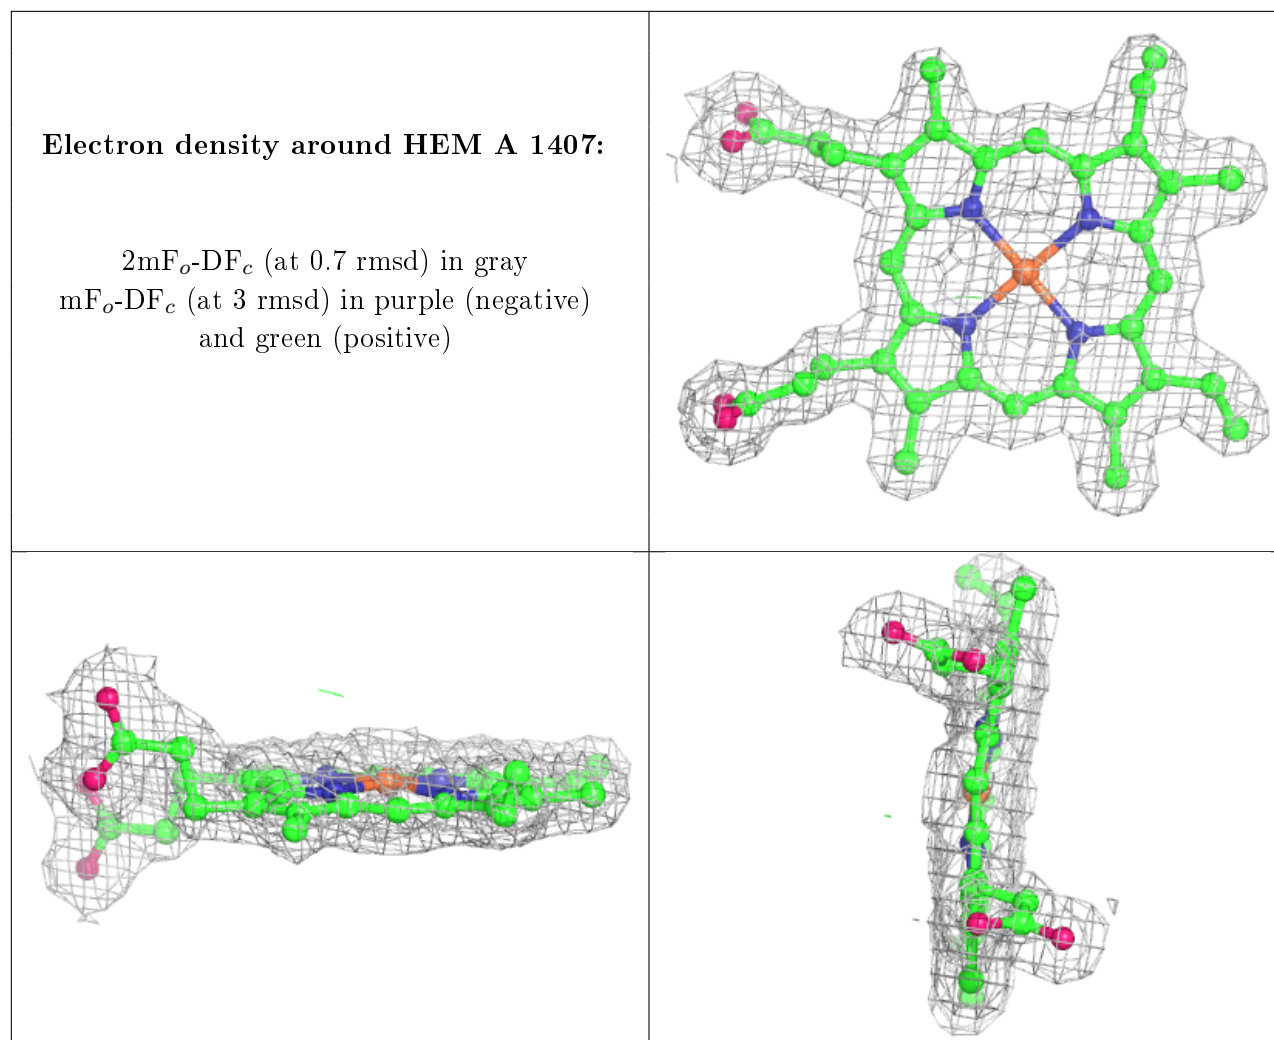 Electron density around HEM A 1407:
2mFₒ-DF𝒸 (at 0.7 rmsd) in gray
mFₒ-DF𝒸 (at 3 rmsd) in purple (negative)
and green (positive)